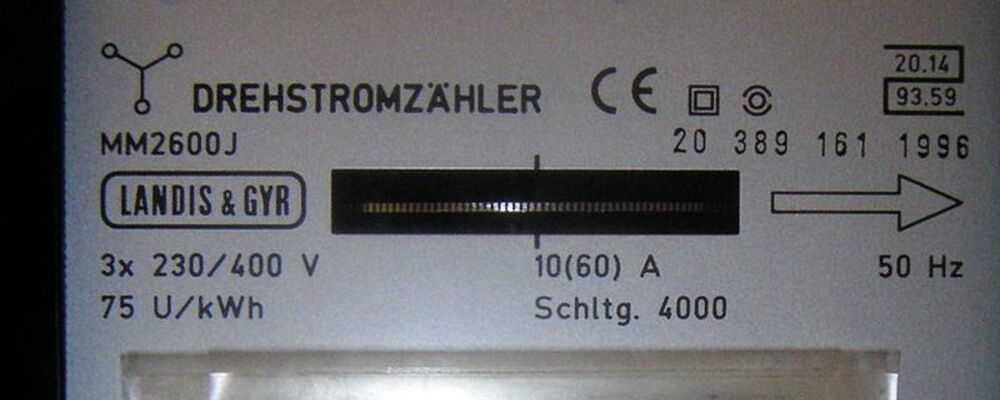 20.14
93.59
DREHSTROMZÄHLER CE
MM2600J
20 389 161 1996
LANDIS & GYR
3x 230/400 V 10(60) A 50 Hz
75 U/kWh Schltg. 4000